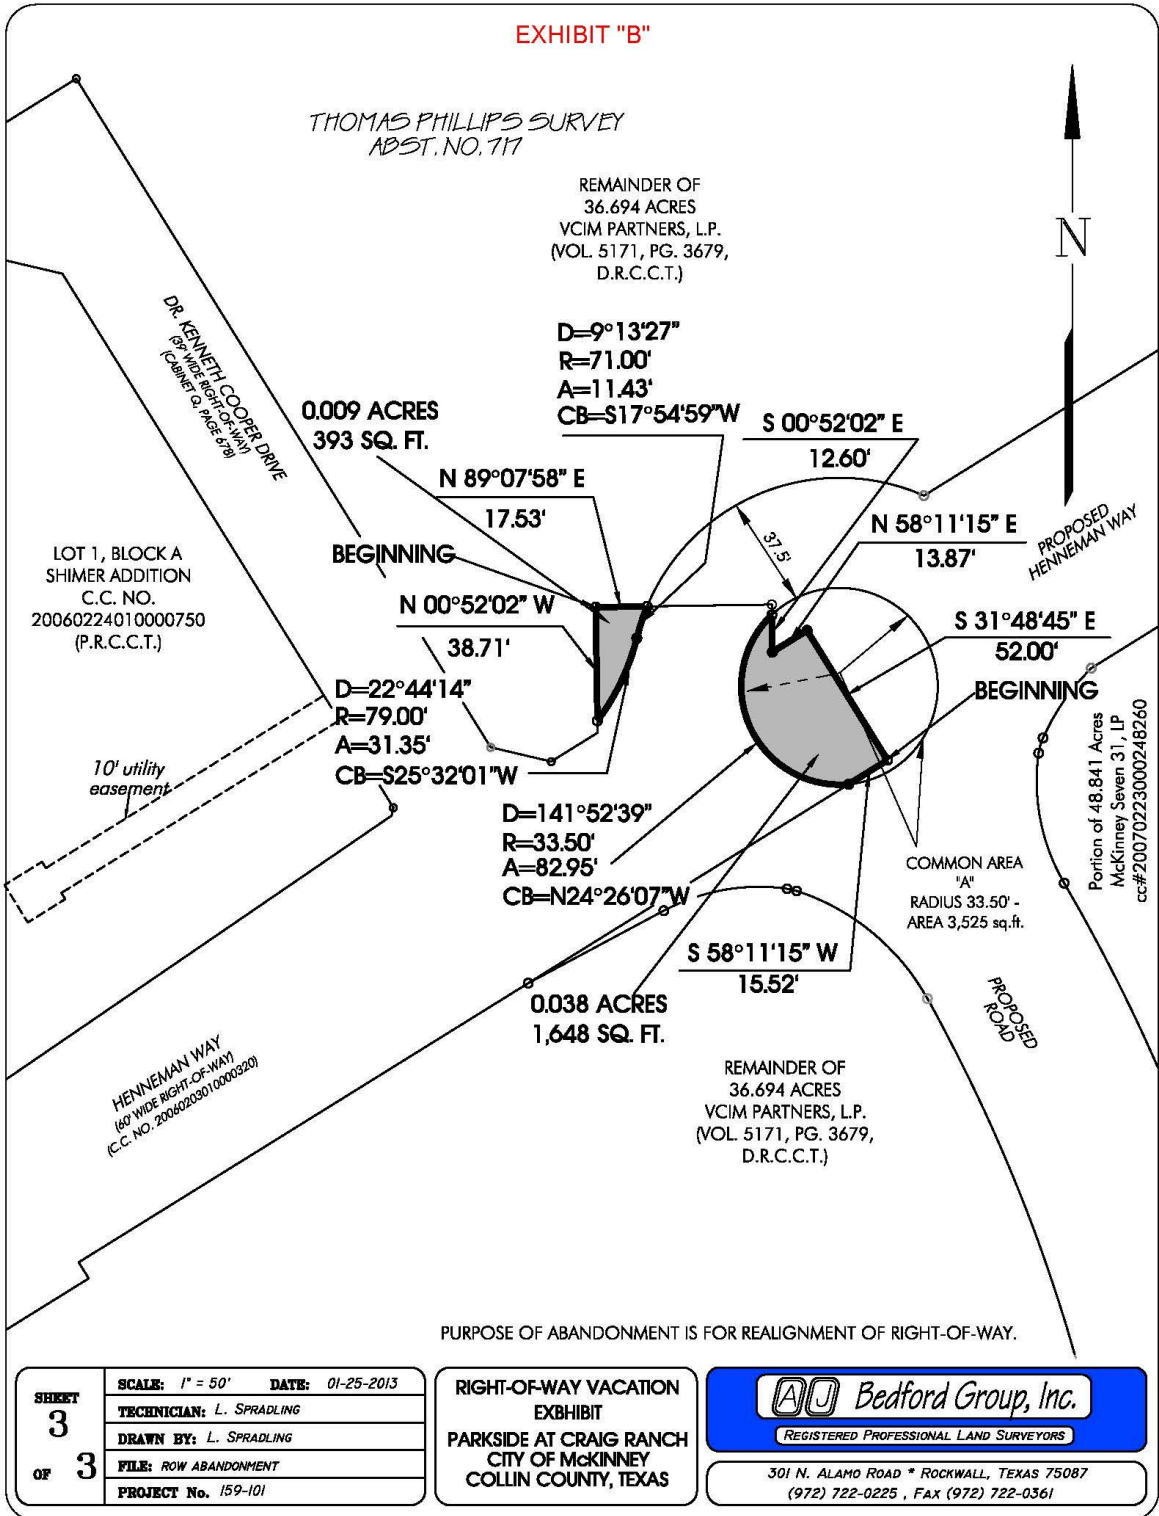 EXHIBIT "B"
THOMAS PHILLIPS SURVEY
ABST. NO. 717
REMAINDER OF
36.694 ACRES
VCIM PARTNERS, L.P.
(VOL. 5171, PG. 3679,
D.R.C.C.T.)
N
DR. KENNETH COOPER DRIVE
(39' WIDE RIGHT-OF-WAY)
(CABINET Q, PAGE 678)
D=9°13'27"
R=71.00'
A=11.43'
CB=S17°54'59"W
0.009 ACRES
393 SQ. FT.
S 00°52'02" E
12.60'
N 89°07'58" E
17.53'
N 58°11'15" E
13.87'
PROPOSED
HENNEMAN WAY
37.5'
BEGINNING
LOT 1, BLOCK A
SHIMER ADDITION
C.C. NO.
20060224010000750
(P.R.C.C.T.)
N 00°52'02" W
38.71'
S 31°48'45" E
52.00'
BEGINNING
D=22°44'14"
R=79.00'
A=31.35'
CB=S25°32'01"W
10' utility
easement
Portion of 48.841 Acres
McKinney Seven 31, LP
cc#20070223000248260
D=141°52'39"
R=33.50'
A=82.95'
CB=N24°26'07"W
COMMON AREA
"A"
RADIUS 33.50' -
AREA 3,525 sq.ft.
S 58°11'15" W
15.52'
0.038 ACRES
1,648 SQ. FT.
PROPOSED
ROAD
HENNEMAN WAY
(60' WIDE RIGHT-OF-WAY)
(C.C. NO. 20060203010000320)
REMAINDER OF
36.694 ACRES
VCIM PARTNERS, L.P.
(VOL. 5171, PG. 3679,
D.R.C.C.T.)
PURPOSE OF ABANDONMENT IS FOR REALIGNMENT OF RIGHT-OF-WAY.
SHEET
3
OF 3
SCALE: 1" = 50' DATE: 01-25-2013
TECHNICIAN: L. SPRADLING
DRAWN BY: L. SPRADLING
FILE: ROW ABANDONMENT
PROJECT No. 159-101
RIGHT-OF-WAY VACATION
EXBHIBIT
PARKSIDE AT CRAIG RANCH
CITY OF McKINNEY
COLLIN COUNTY, TEXAS
AJ Bedford Group, Inc.
REGISTERED PROFESSIONAL LAND SURVEYORS
301 N. ALAMO ROAD * ROCKWALL, TEXAS 75087
(972) 722-0225 , FAX (972) 722-0361